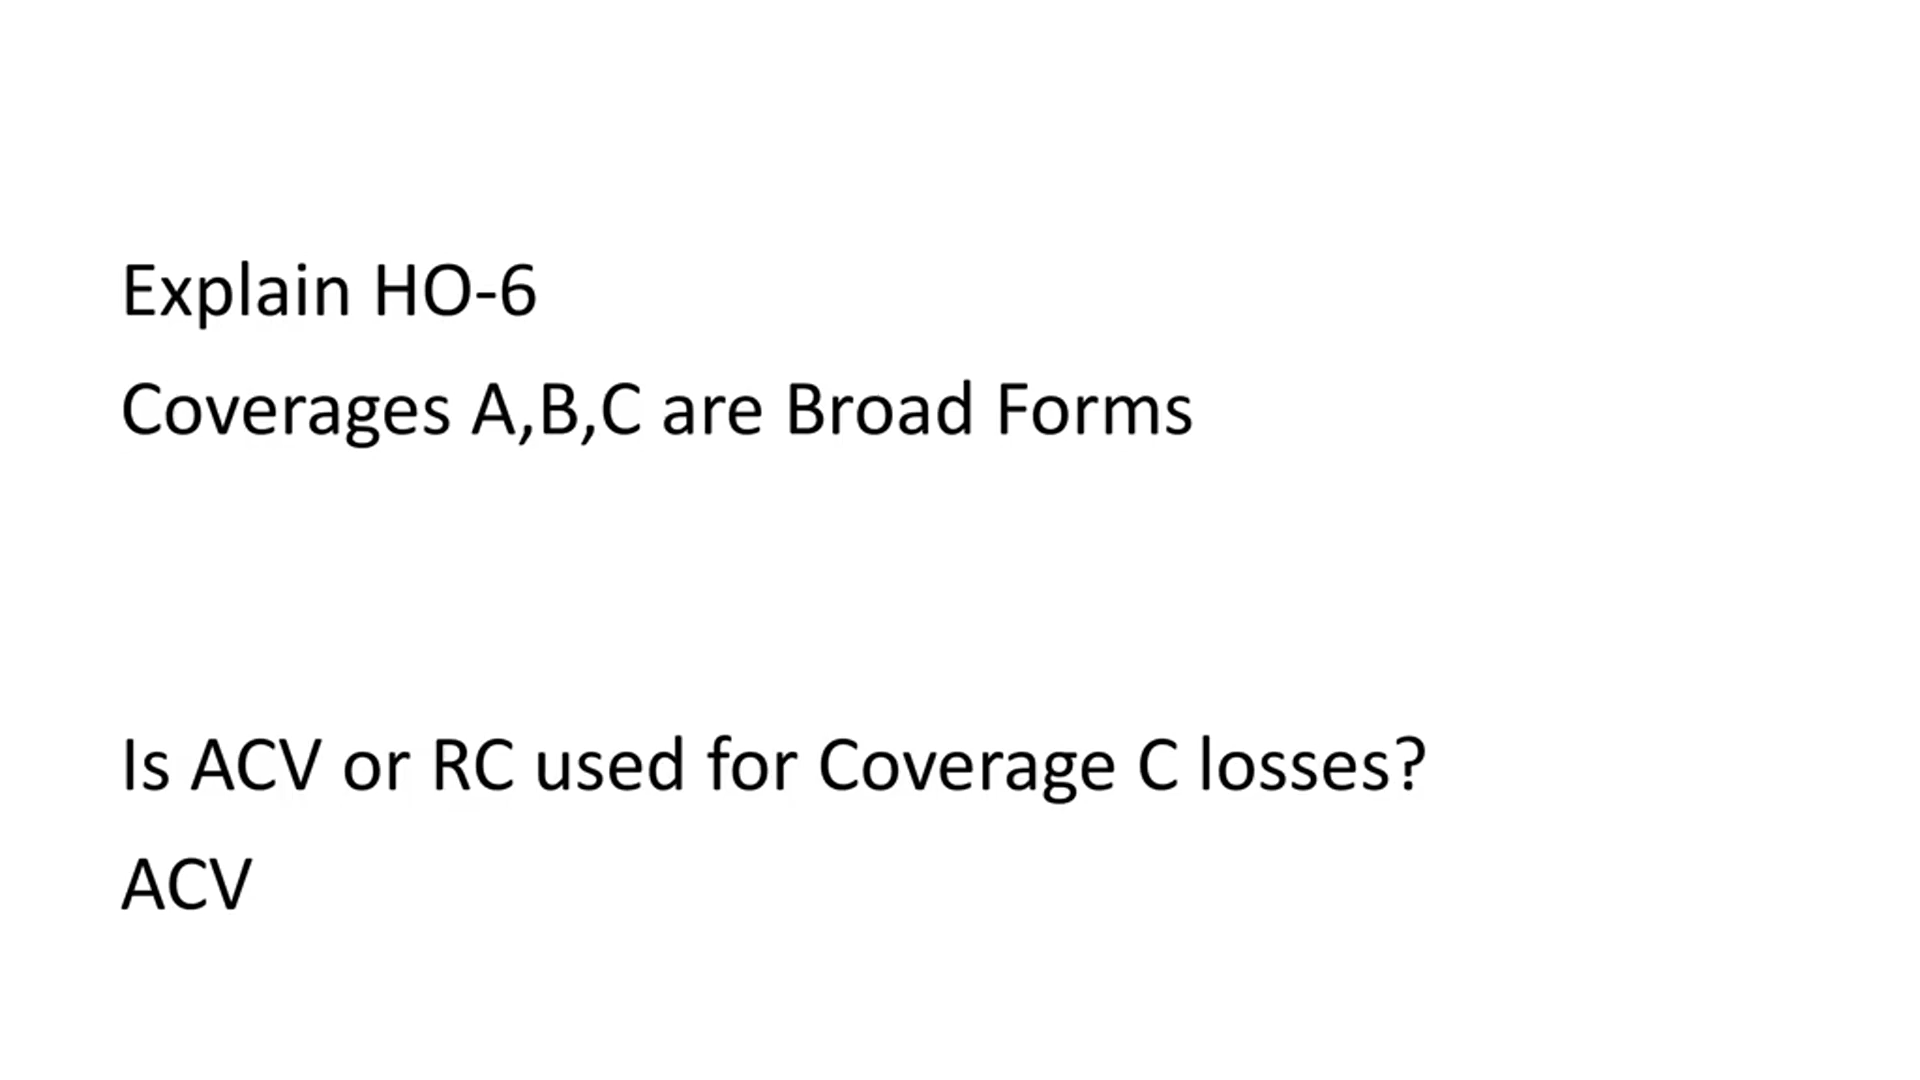 Explain HO-6
Coverages A,B,C are Broad Forms
Is ACV or RC used for Coverage C losses?
ACV